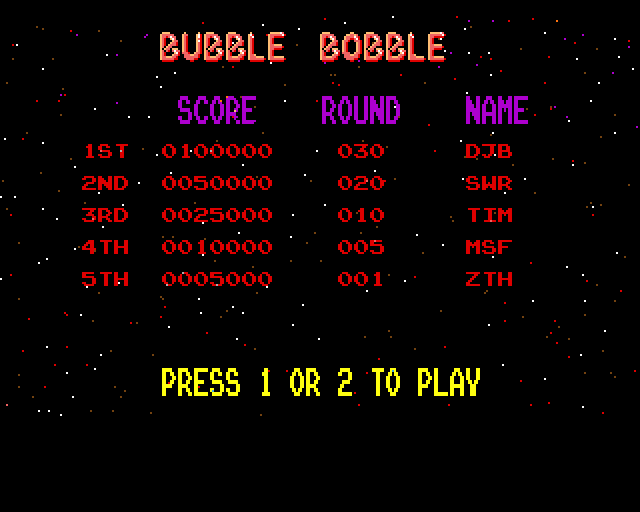 BUBBLE BOBBLE
SCORE ROUND NAME
1ST 0100000 030 DJB
2ND 0050000 020 SWR
3RD 0025000 010 TIM
4TH 0010000 005 MSF
5TH 0005000 001 ZTH
PRESS 1 OR 2 TO PLAY